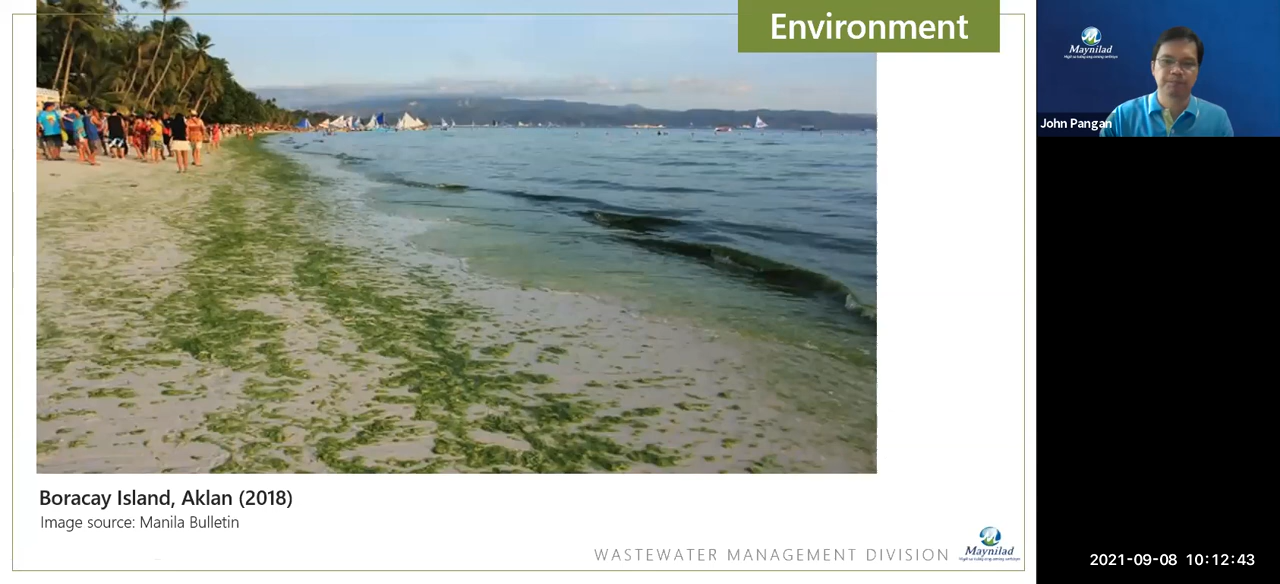 Environment
Boracay Island, Aklan (2018)
Image source: Manila Bulletin
WASTEWATER MANAGEMENT DIVISION
Maynilad
Maynilad
John Pangan
2021-09-08 10:12:43